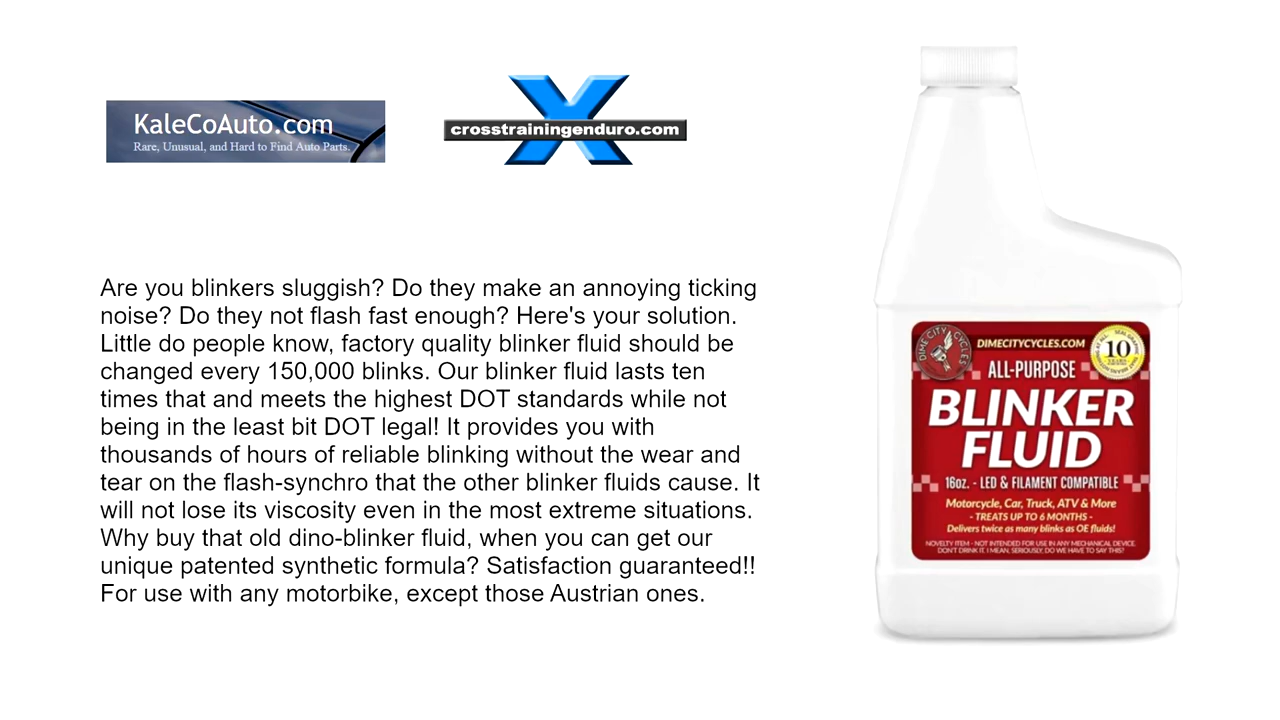 KaleCoAuto.com
Rare, Unusual, and Hard to Find Auto Parts.
crosstrainingenduro.com
Are you blinkers sluggish? Do they make an annoying ticking
noise? Do they not flash fast enough? Here's your solution.
Little do people know, factory quality blinker fluid should be
changed every 150,000 blinks. Our blinker fluid lasts ten
times that and meets the highest DOT standards while not
being in the least bit DOT legal! It provides you with
thousands of hours of reliable blinking without the wear and
tear on the flash-synchro that the other blinker fluids cause. It
will not lose its viscosity even in the most extreme situations.
Why buy that old dino-blinker fluid, when you can get our
unique patented synthetic formula? Satisfaction guaranteed!!
For use with any motorbike, except those Austrian ones.
DIME CITY CYCLES
DIMECITYCYCLES.COM
10
YEARS
ALL-PURPOSE
BLINKER
FLUID
16oz. - LED & FILAMENT COMPATIBLE
Motorcycle, Car, Truck, ATV & More
- TREATS UP TO 6 MONTHS -
Delivers twice as many blinks as OE fluids!
NOVELTY ITEM - NOT INTENDED FOR USE IN ANY MECHANICAL DEVICE.
DON'T DRINK IT. I MEAN, SERIOUSLY. DO WE HAVE TO SAY THIS?